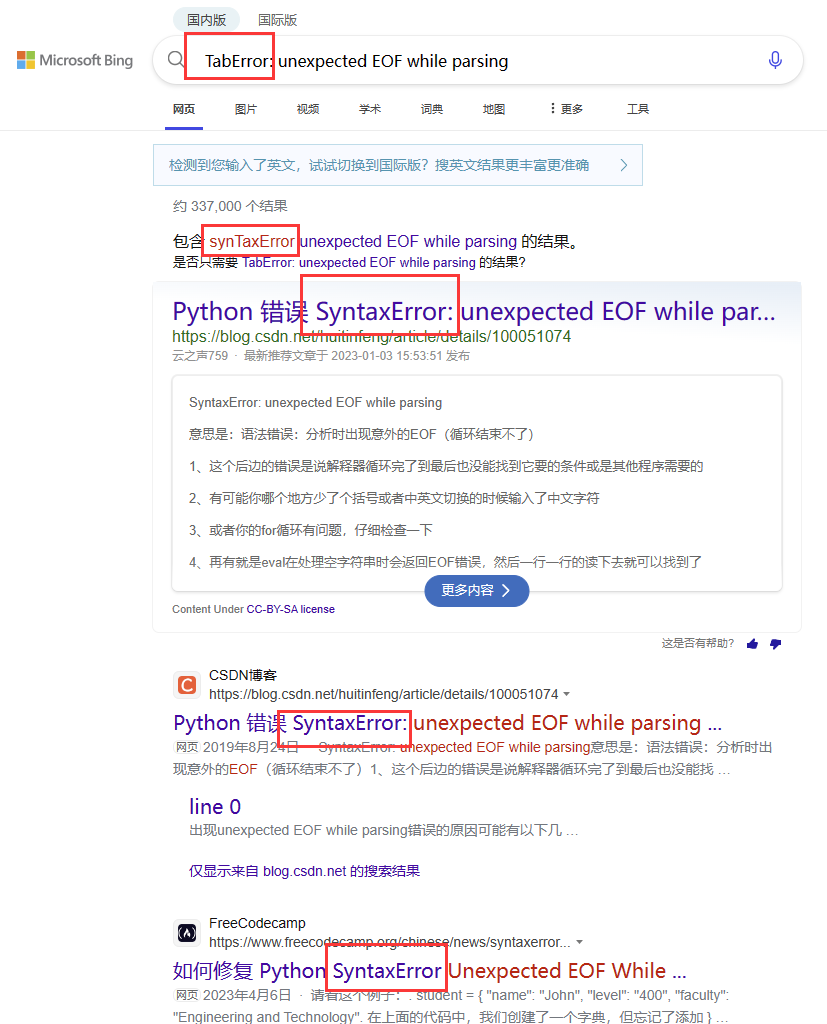 国内版 国际版
Microsoft Bing
TabError: unexpected EOF while parsing
网页 图片 视频 学术 词典 地图 更多 工具
检测到您输入了英文，试试切换到国际版？搜英文结果更丰富更准确
约 337,000 个结果
包含 synTaxError unexpected EOF while parsing 的结果。
是否只需要 TabError: unexpected EOF while parsing 的结果?
Python 错误 SyntaxError: unexpected EOF while par...
https://blog.csdn.net/huitinfeng/article/details/100051074
云之声759 · 最新推荐文章于 2023-01-03 15:53:51 发布
SyntaxError: unexpected EOF while parsing
意思是：语法错误：分析时出现意外的EOF（循环结束不了）
1、这个后边的错误是说解释器循环完了到最后也没能找到它要的条件或是其他程序需要的
2、有可能你哪个地方少了个括号或者中英文切换的时候输入了中文字符
3、或者你的for循环有问题，仔细检查一下
4、再有就是eval在处理空字符串时会返回EOF错误，然后一行一行的读下去就可以找到了
更多内容
Content Under CC-BY-SA license
这是否有帮助?
CSDN博客
https://blog.csdn.net/huitinfeng/article/details/100051074
Python 错误 SyntaxError: unexpected EOF while parsing ...
网页 2019年8月24日 SyntaxError: unexpected EOF while parsing意思是：语法错误：分析时出
现意外的EOF（循环结束不了）1、这个后边的错误是说解释器循环完了到最后也没能找 ...
line 0
出现unexpected EOF while parsing错误的原因可能有以下几 ...
仅显示来自 blog.csdn.net 的搜索结果
FreeCodecamp
https://www.freecodecamp.org/chinese/news/syntaxerror...
如何修复 Python SyntaxError Unexpected EOF While ...
网页 2023年4月6日 · 请看这个例子：. student = { "name": "John", "level": "400", "faculty":
"Engineering and Technology". 在上面的代码中，我们创建了一个字典，但忘记了添加 } ...